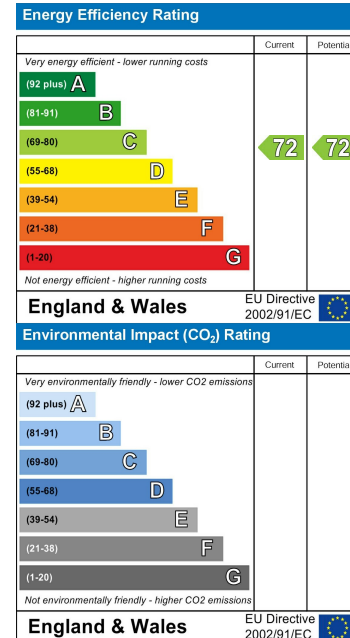 Energy Efficiency Rating
Current Potentia
Very energy efficient - lower running costs
(92 plus) A
(81-91) B
(69-80) C 72 72
(55-68) D
(39-54) E
(21-38) F
(1-20) G
Not energy efficient - higher running costs
England & Wales EU Directive 2002/91/EC
Environmental Impact (CO₂) Rating
Current Potentia
Very environmentally friendly - lower CO2 emissions
(92 plus) A
(81-91) B
(69-80) C
(55-68) D
(39-54) E
(21-38) F
(1-20) G
Not environmentally friendly - higher CO2 emissions
England & Wales EU Directive 2002/91/EC